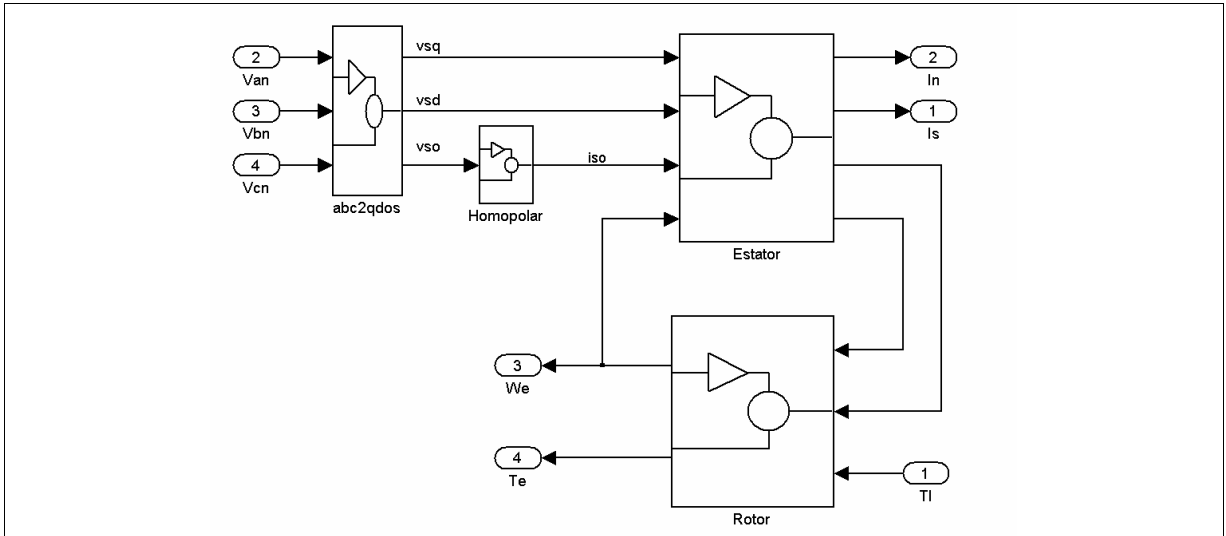 2
Van
3
Vbn
4
Vcn
abc2qdos
vsq
vsd
vso
Homopolar
iso
Estator
2
In
1
Is
3
We
4
Te
Rotor
1
Tl